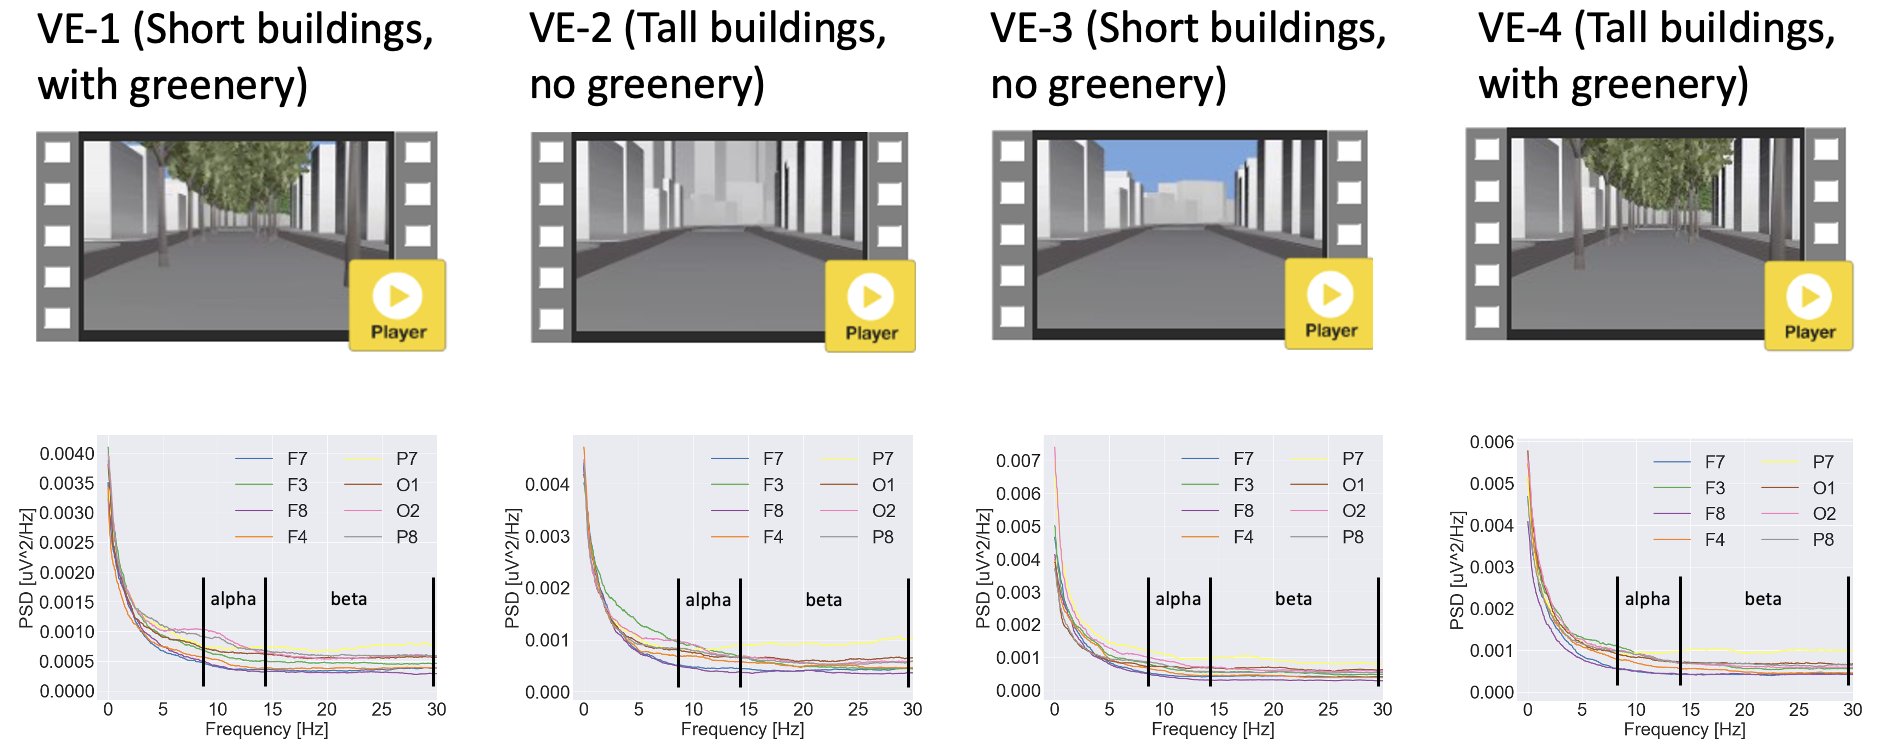 VE-1 (Short buildings,
with greenery)
VE-2 (Tall buildings,
no greenery)
VE-3 (Short buildings,
no greenery)
VE-4 (Tall buildings,
with greenery)
Player
Player
Player
Player
PSD [uV^2/Hz]
0.0040
0.0035
0.0030
0.0025
0.0020
0.0015
0.0010
0.0005
0.0000
F7 P7
F3 O1
F8 O2
F4 P8
alpha beta
0 5 10 15 20 25 30
Frequency [Hz]
PSD [uV^2/Hz]
0.004
0.003
0.002
0.001
0.000
F7 P7
F3 O1
F8 O2
F4 P8
alpha beta
0 5 10 15 20 25 30
Frequency [Hz]
PSD [uV^2/Hz]
0.007
0.006
0.005
0.004
0.003
0.002
0.001
0.000
F7 P7
F3 O1
F8 O2
F4 P8
alpha beta
0 5 10 15 20 25 30
Frequency [Hz]
PSD [uV^2/Hz]
0.006
0.005
0.004
0.003
0.002
0.001
0.000
F7 P7
F3 O1
F8 O2
F4 P8
alpha beta
0 5 10 15 20 25 30
Frequency [Hz]